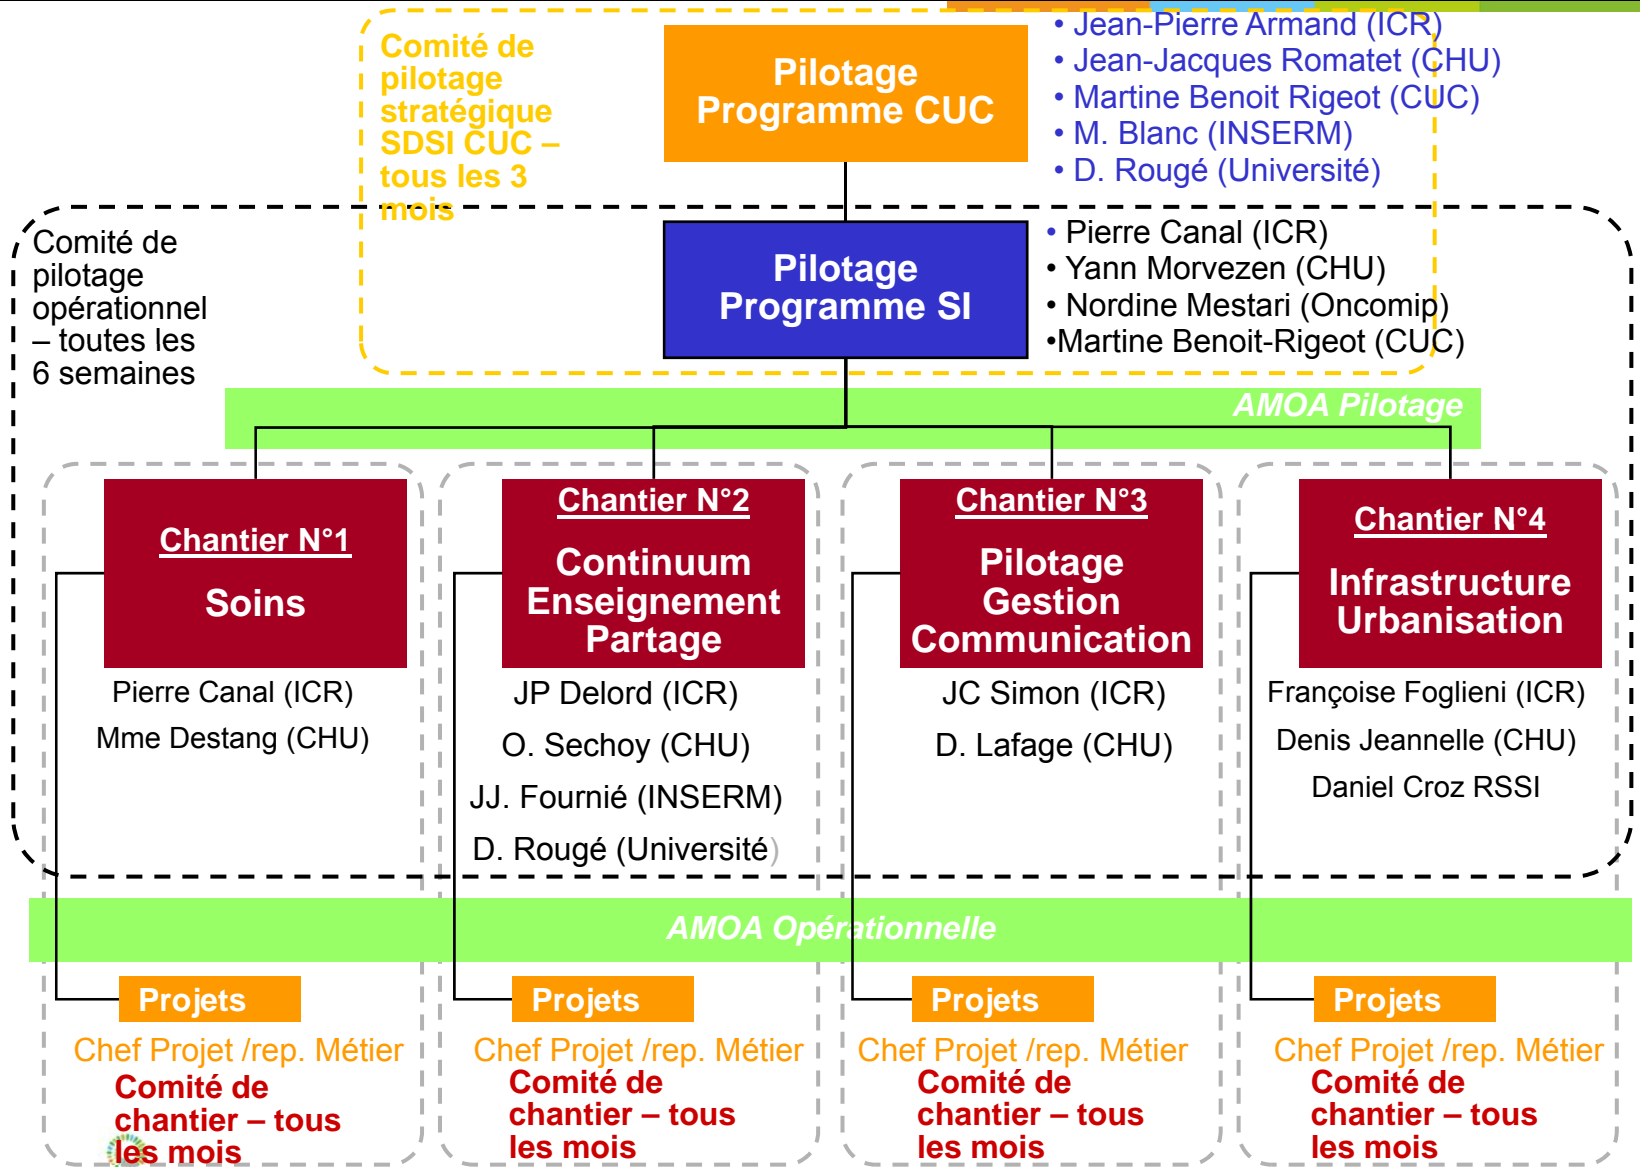 Comité de
pilotage
stratégique
SDSI CUC –
tous les 3
mois
Pilotage
Programme CUC
• Jean-Pierre Armand (ICR)
• Jean-Jacques Romatet (CHU)
• Martine Benoit Rigeot (CUC)
• M. Blanc (INSERM)
• D. Rougé (Université)
Comité de
pilotage
opérationnel
– toutes les
6 semaines
Pilotage
Programme SI
• Pierre Canal (ICR)
• Yann Morvezen (CHU)
• Nordine Mestari (Oncomip)
•Martine Benoit-Rigeot (CUC)
AMOA Pilotage
Chantier N°1
Soins
Pierre Canal (ICR)
Mme Destang (CHU)
Chantier N°2
Continuum
Enseignement
Partage
JP Delord (ICR)
O. Sechoy (CHU)
JJ. Fournié (INSERM)
D. Rougé (Université)
Chantier N°3
Pilotage
Gestion
Communication
JC Simon (ICR)
D. Lafage (CHU)
Chantier N°4
Infrastructure
Urbanisation
Françoise Foglieni (ICR)
Denis Jeannelle (CHU)
Daniel Croz RSSI
AMOA Opérationnelle
Projets
Chef Projet /rep. Métier
Comité de
chantier – tous
les mois
Projets
Chef Projet /rep. Métier
Comité de
chantier – tous
les mois
Projets
Chef Projet /rep. Métier
Comité de
chantier – tous
les mois
Projets
Chef Projet /rep. Métier
Comité de
chantier – tous
les mois